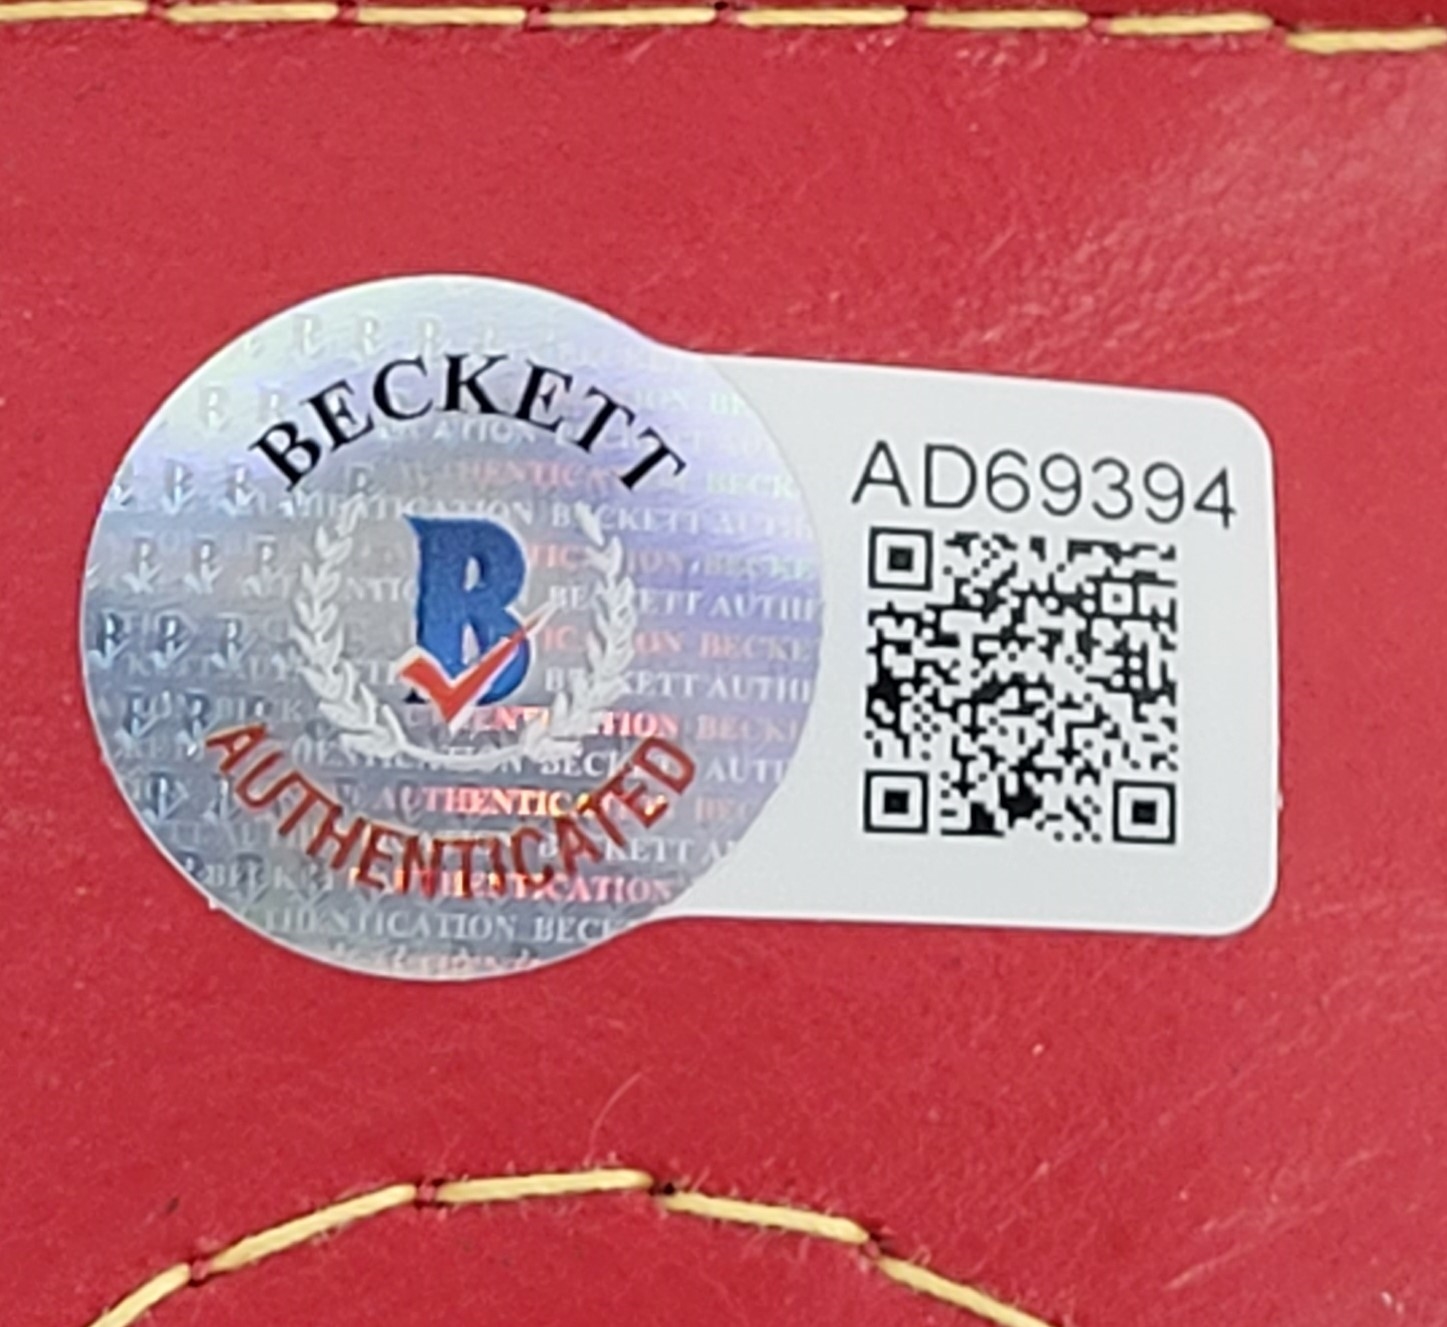 BECKETT
B
AUTHENTICATED
AD69394